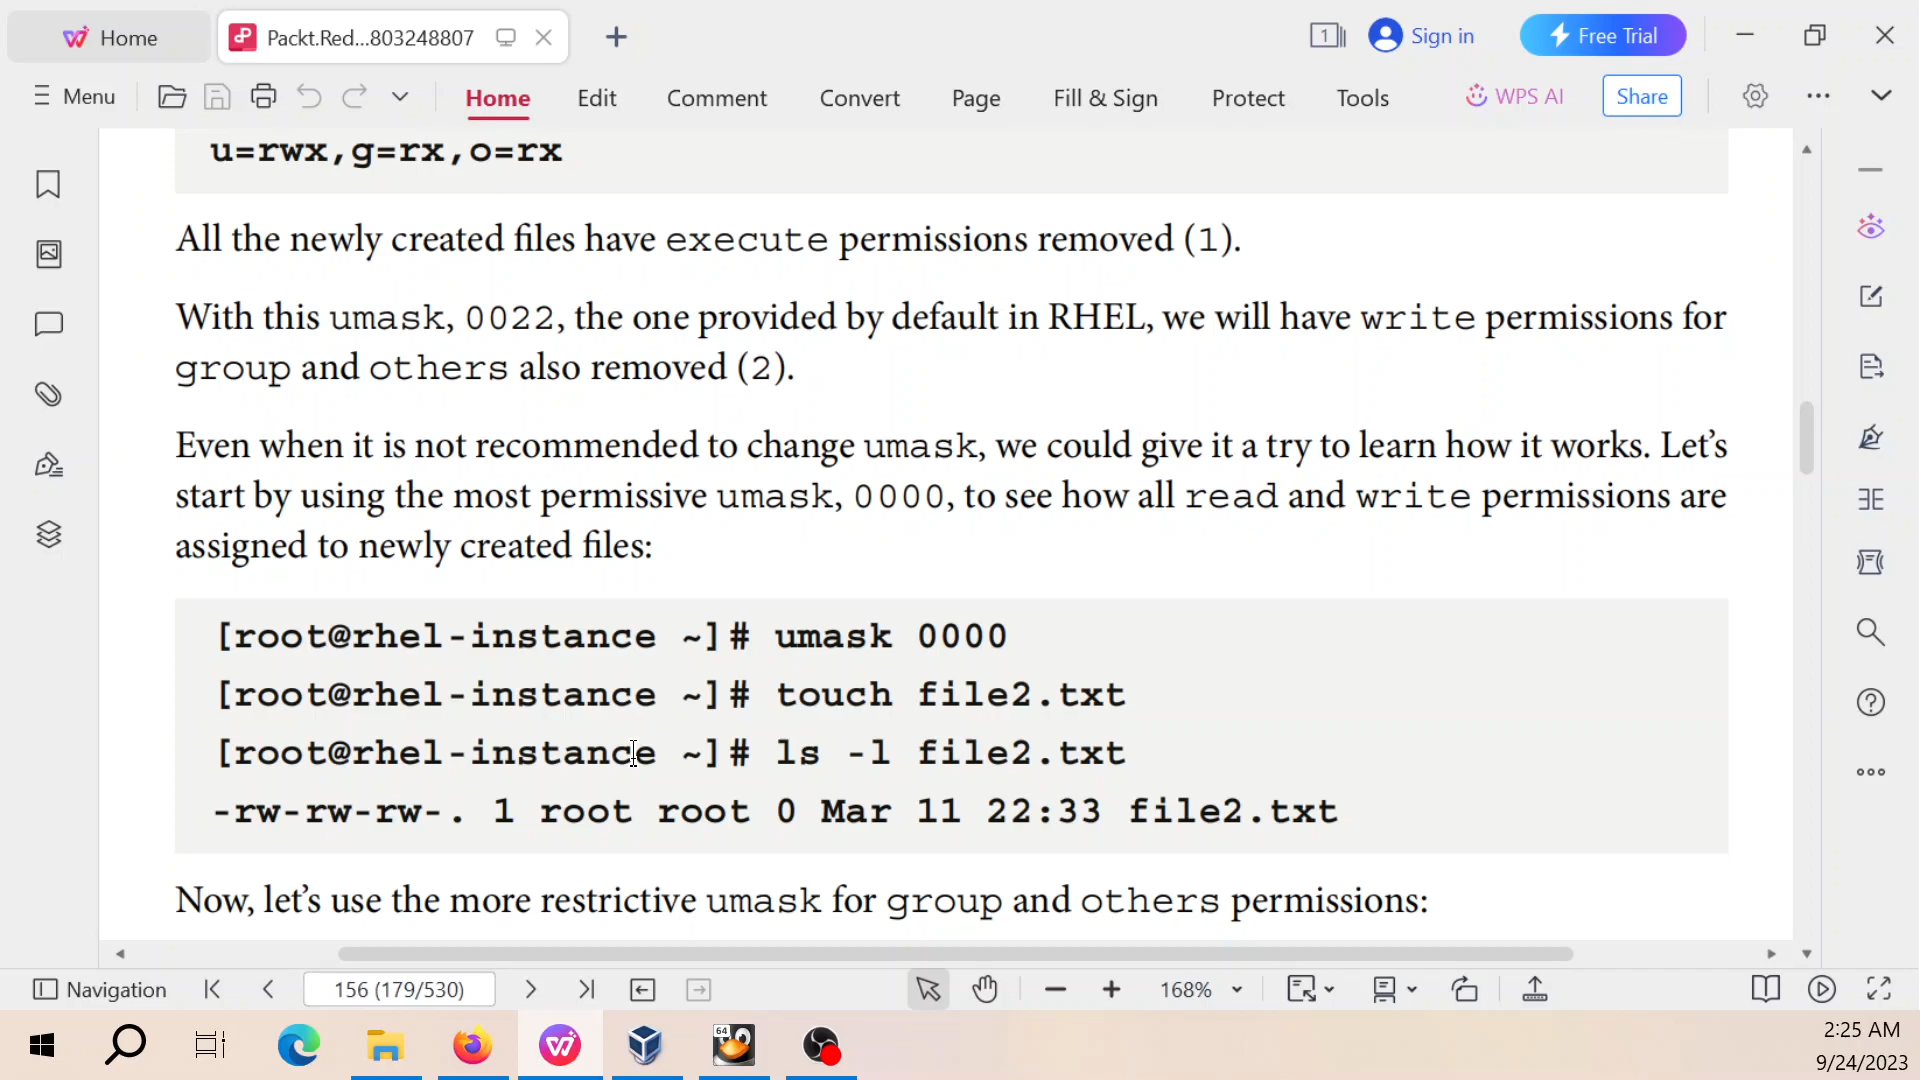 Home
Packt.Red...803248807
1
Sign in
Free Trial
Menu
Home
Edit
Comment
Convert
Page
Fill & Sign
Protect
Tools
WPS AI
Share
u=rwx,g=rx,o=rx
All the newly created files have execute permissions removed (1).
With this umask, 0022, the one provided by default in RHEL, we will have write permissions for
group and others also removed (2).
Even when it is not recommended to change umask, we could give it a try to learn how it works. Let's
start by using the most permissive umask, 0000, to see how all read and write permissions are
assigned to newly created files:
[root@rhel-instance ~]# umask 0000
[root@rhel-instance ~]# touch file2.txt
[root@rhel-instance ~]# ls -l file2.txt
-rw-rw-rw-. 1 root root 0 Mar 11 22:33 file2.txt
Now, let's use the more restrictive umask for group and others permissions:
Navigation
156 (179/530)
168%
64
2:25 AM
9/24/2023